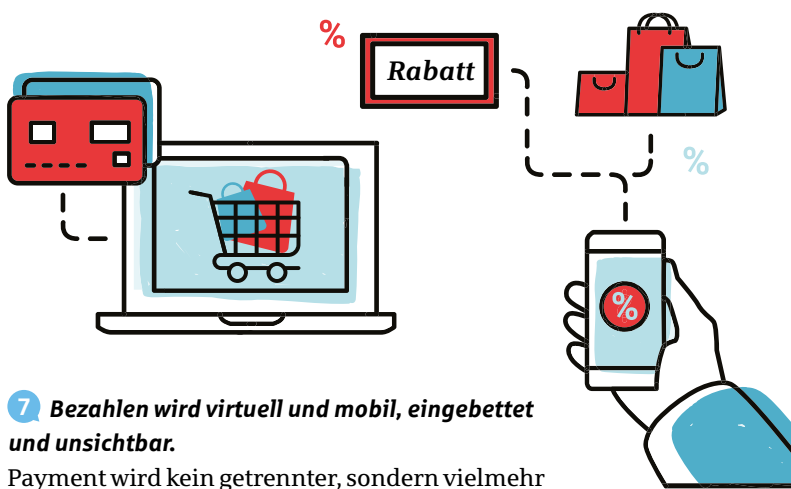 %
Rabatt
%
%
7 Bezahlen wird virtuell und mobil, eingebettet
und unsichtbar.
Payment wird kein getrennter, sondern vielmehr